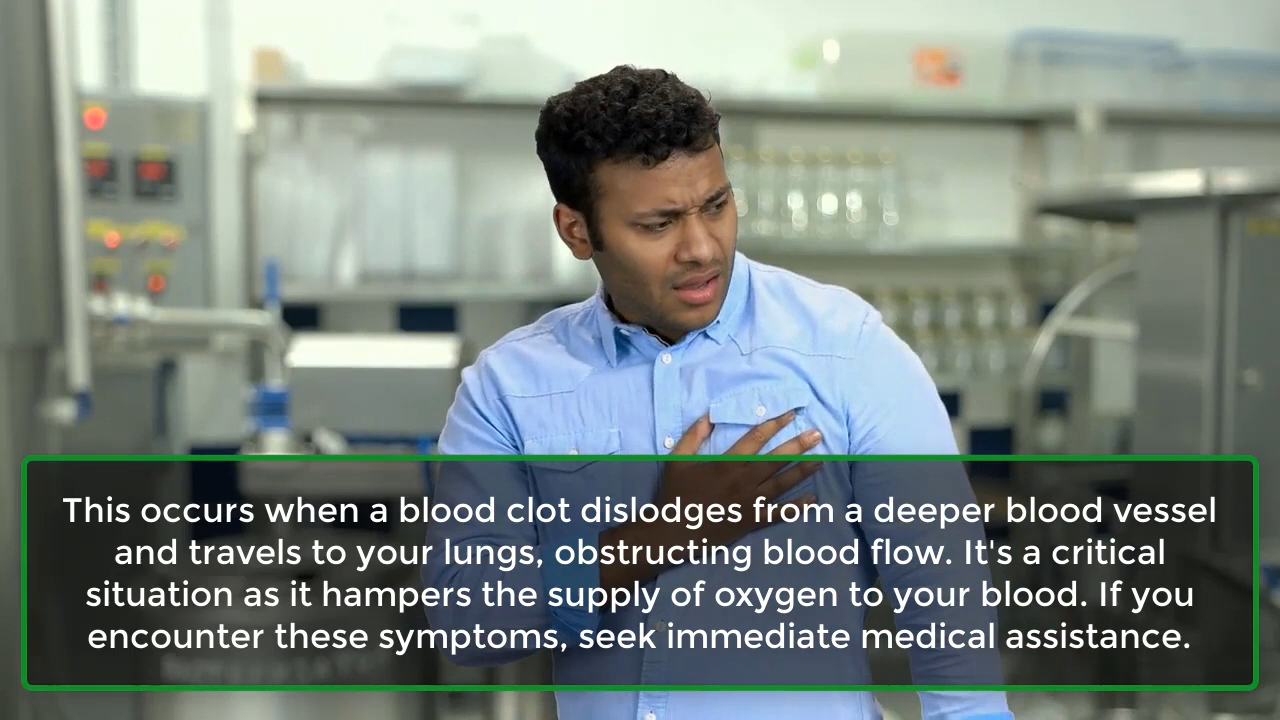 This occurs when a blood clot dislodges from a deeper blood vessel
and travels to your lungs, obstructing blood flow. It's a critical
situation as it hampers the supply of oxygen to your blood. If you
encounter these symptoms, seek immediate medical assistance.